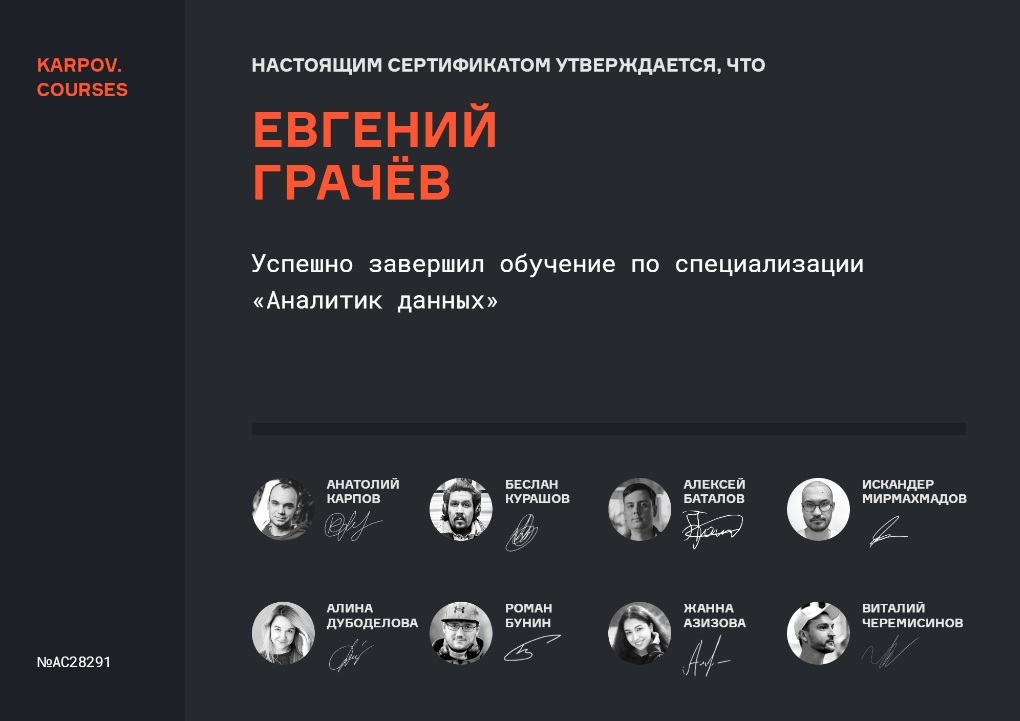 KARPOV.
COURSES
НАСТОЯЩИМ СЕРТИФИКАТОМ УТВЕРЖДАЕТСЯ, ЧТО
ЕВГЕНИЙ
ГРАЧЁВ
Успешно завершил обучение по специализации
«Аналитик данных»
АНАТОЛИЙ
КАРПОВ
БЕСЛАН
КУРАШОВ
АЛЕКСЕЙ
БАТАЛОВ
ИСКАНДЕР
МИРМАХМАДОВ
АЛИНА
ДУБОДЕЛОВА
РОМАН
БУНИН
ЖАННА
АЗИЗОВА
ВИТАЛИЙ
ЧЕРЕМИСИНОВ
№AC28291